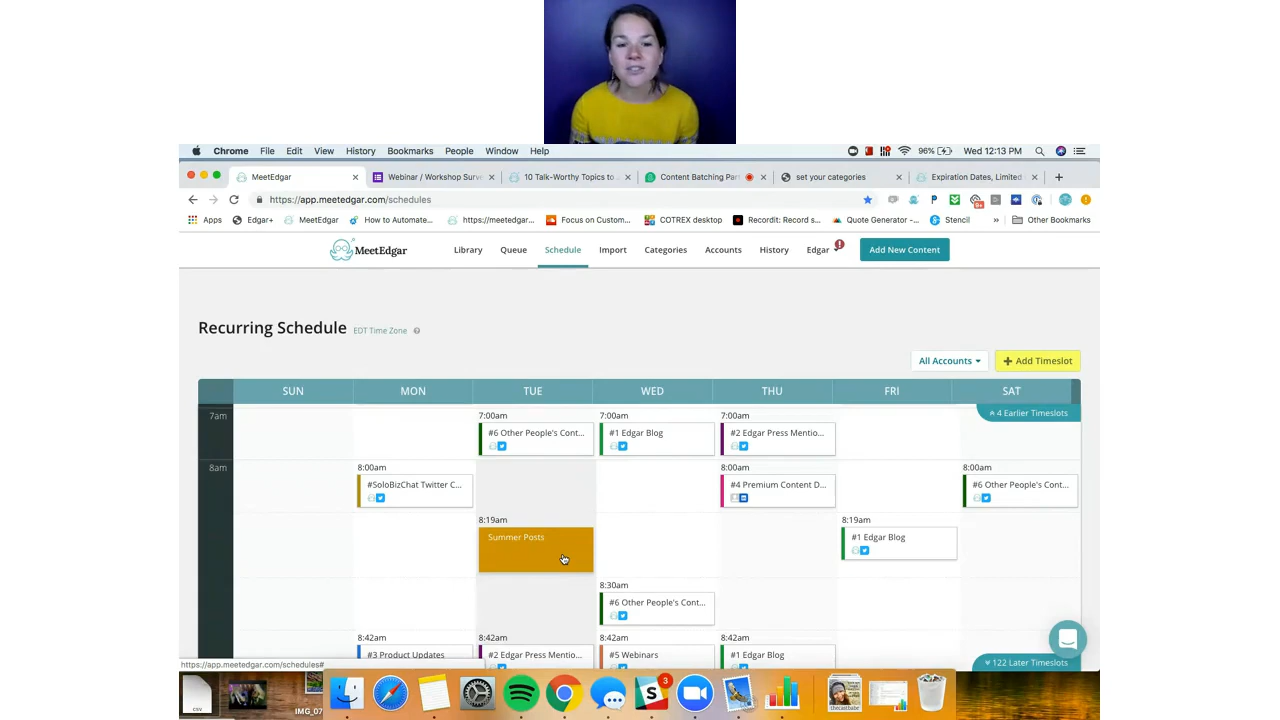 Chrome File Edit View History Bookmarks People Window Help 96% Wed 12:13 PM
MeetEdgar Webinar / Workshop Surv 10 Talk-Worthy Topics to Content Batching Par set your categories Expiration Dates, Limited
https://app.meetedgar.com/schedules
Apps Edgar+ MeetEdgar How to Automate... https://meetedgar... Focus on Custom... COTREX desktop Recordit: Record s... Quote Generator -... Stencil » Other Bookmarks
MeetEdgar Library Queue Schedule Import Categories Accounts History Edgar Add New Content
Recurring Schedule EDT Time Zone
All Accounts + Add Timeslot
SUN MON TUE WED THU FRI SAT
7am 7:00am 7:00am 7:00am 4 Earlier Timeslots
#6 Other People's Cont... #1 Edgar Blog #2 Edgar Press Mentio...
8am 8:00am 8:00am 8:00am
#SoloBizChat Twitter C... #4 Premium Content D... #6 Other People's Cont...
8:19am 8:19am
Summer Posts #1 Edgar Blog
8:30am
#6 Other People's Cont...
8:42am 8:42am 8:42am 8:42am
#3 Product Updates #2 Edgar Press Mentio... #5 Webinars #1 Edgar Blog
https://app.meetedgar.com/schedules# 122 Later Timeslots
CSV IMG_07 3 thecastbabe